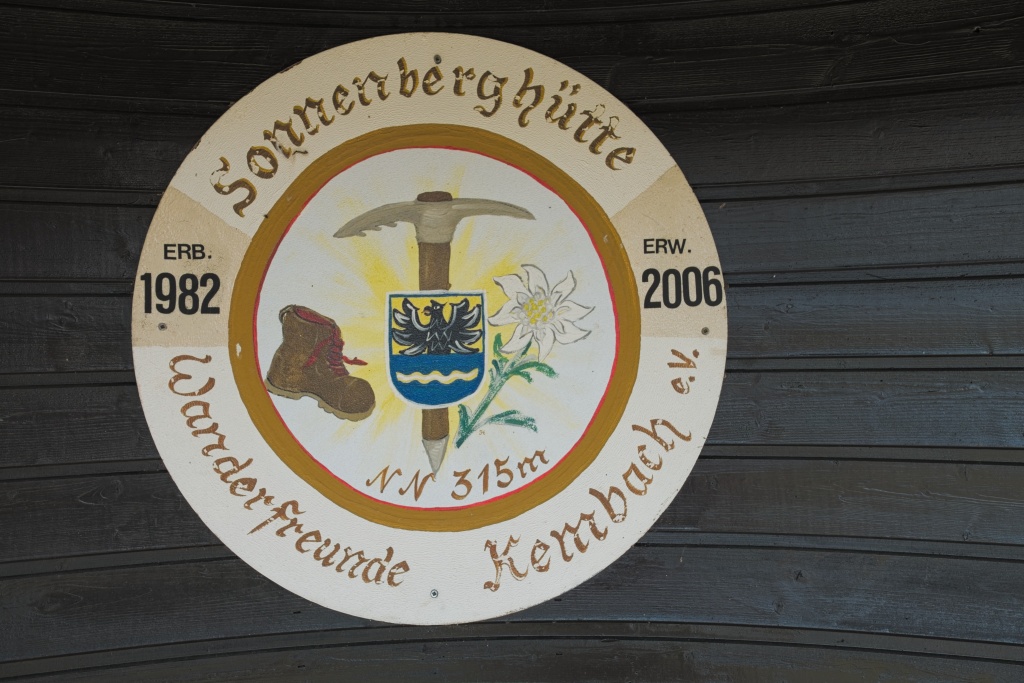 Sonnenberghütte
ERB.
1982
ERW.
2006
NN 315m
Wanderfreunde Kembach e.V.